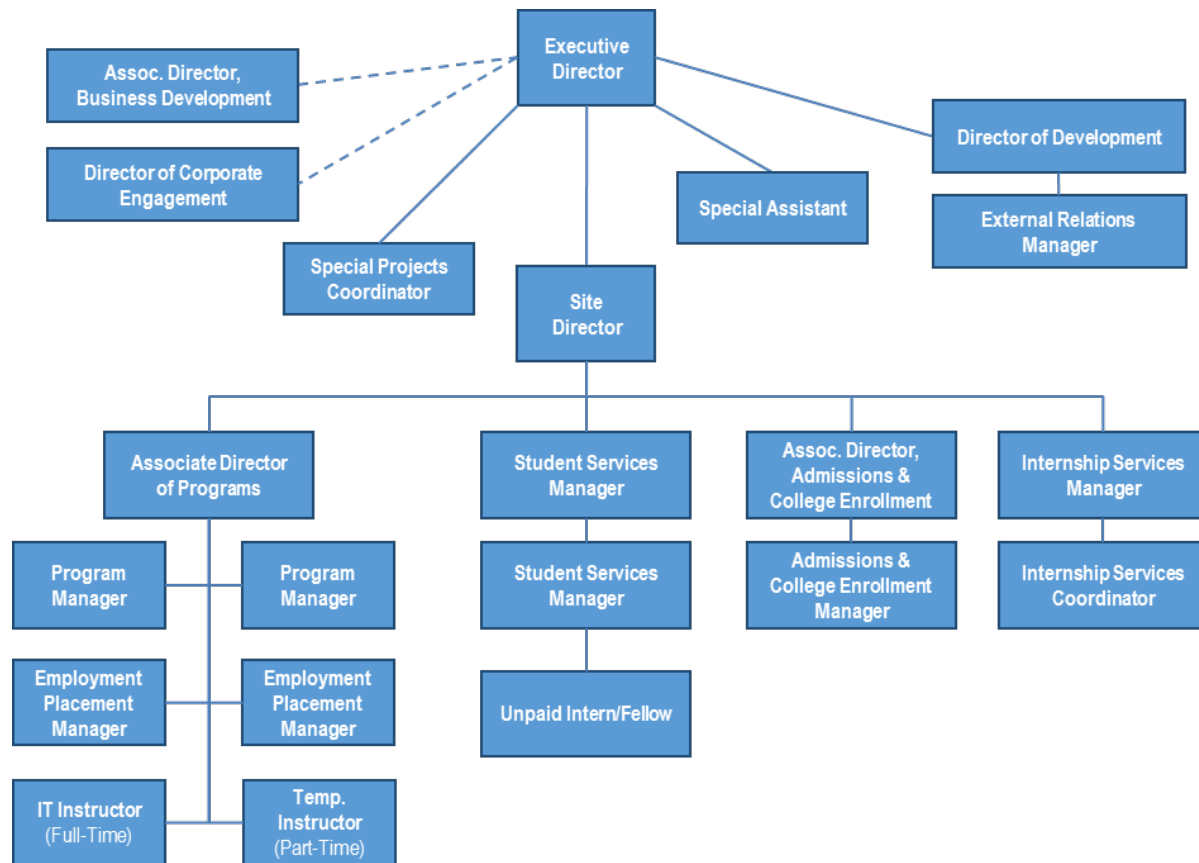 Executive
Director
Assoc. Director,
Business Development
Director of Corporate
Engagement
Director of Development
External Relations
Manager
Special Assistant
Special Projects
Coordinator
Site
Director
Associate Director
of Programs
Student Services
Manager
Assoc. Director,
Admissions &
College Enrollment
Internship Services
Manager
Program
Manager
Program
Manager
Student Services
Manager
Admissions &
College Enrollment
Manager
Internship Services
Coordinator
Employment
Placement
Manager
Employment
Placement
Manager
Unpaid Intern/Fellow
IT Instructor
(Full-Time)
Temp.
Instructor
(Part-Time)